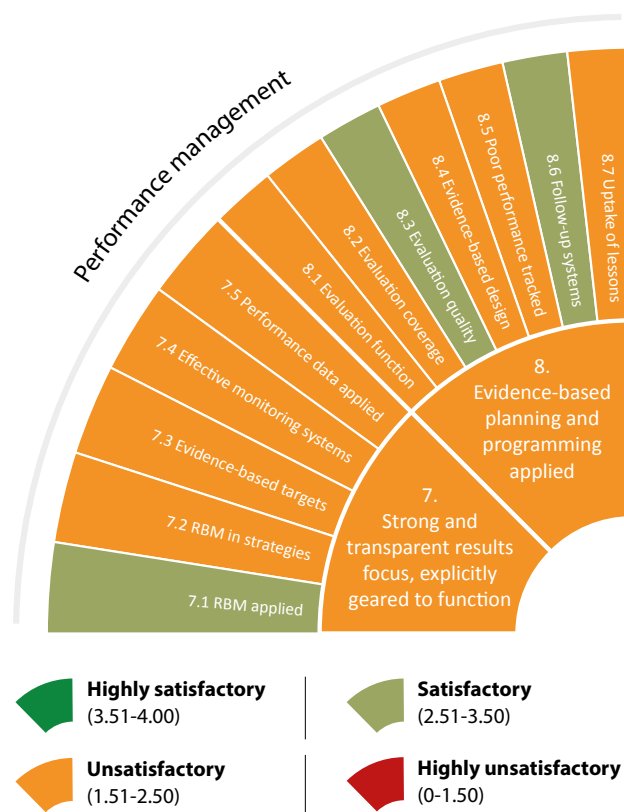 Performance management
7.1 RBM applied
7.2 RBM in strategies
7.3 Evidence-based targets
7.4 Effective monitoring systems
7.5 Performance data applied
8.1 Evaluation function
8.2 Evaluation coverage
8.3 Evaluation quality
8.4 Evidence-based design
8.5 Poor performance tracked
8.6 Follow-up systems
8.7 Uptake of lessons
7.
Strong and
transparent results
focus, explicitly
geared to function
8.
Evidence-based
planning and
programming
applied
Highly satisfactory
(3.51-4.00)
Satisfactory
(2.51-3.50)
Unsatisfactory
(1.51-2.50)
Highly unsatisfactory
(0-1.50)